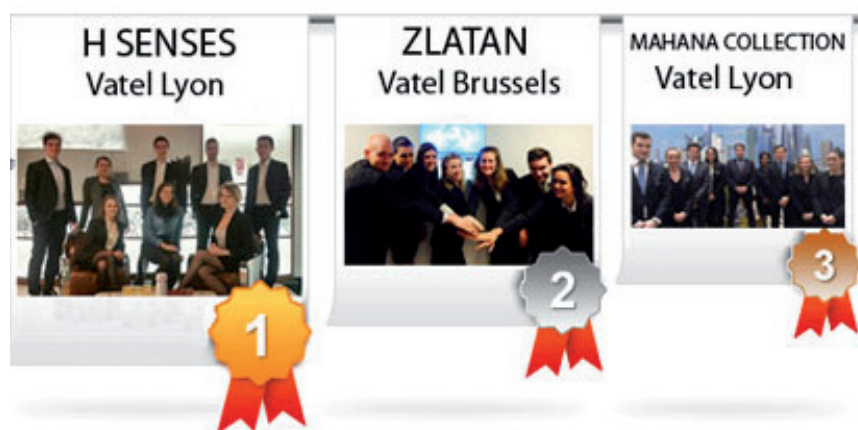 H SENSES
Vatel Lyon
1
ZLATAN
Vatel Brussels
2
MAHANA COLLECTION
Vatel Lyon
3